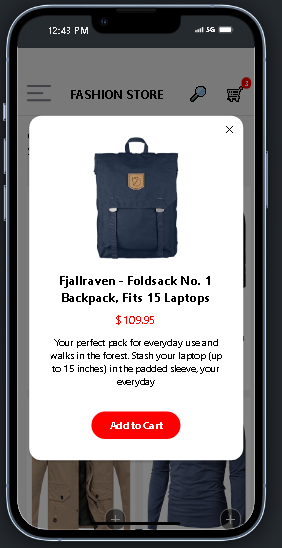 12:43 PM
5G
FASHION STORE
3
Fjallraven - Foldsack No. 1
Backpack, Fits 15 Laptops
$ 109.95
Your perfect pack for everyday use and
walks in the forest. Stash your laptop (up
to 15 inches) in the padded sleeve, your
everyday
Add to Cart